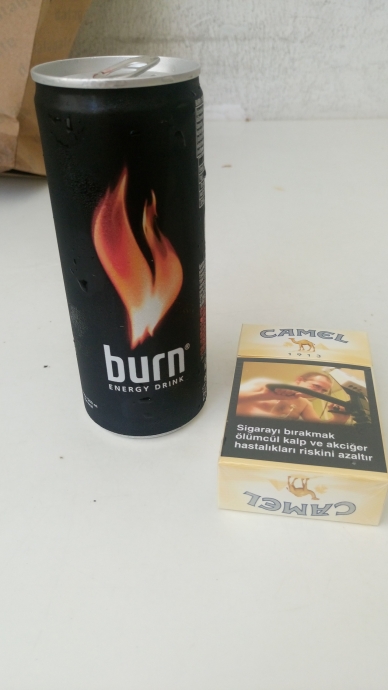 burn®
ENERGY DRINK
CAMEL
1913
Sigarayı bırakmak
ölümcül kalp ve akciğer
hastalıkları riskini azaltır
CAMEL